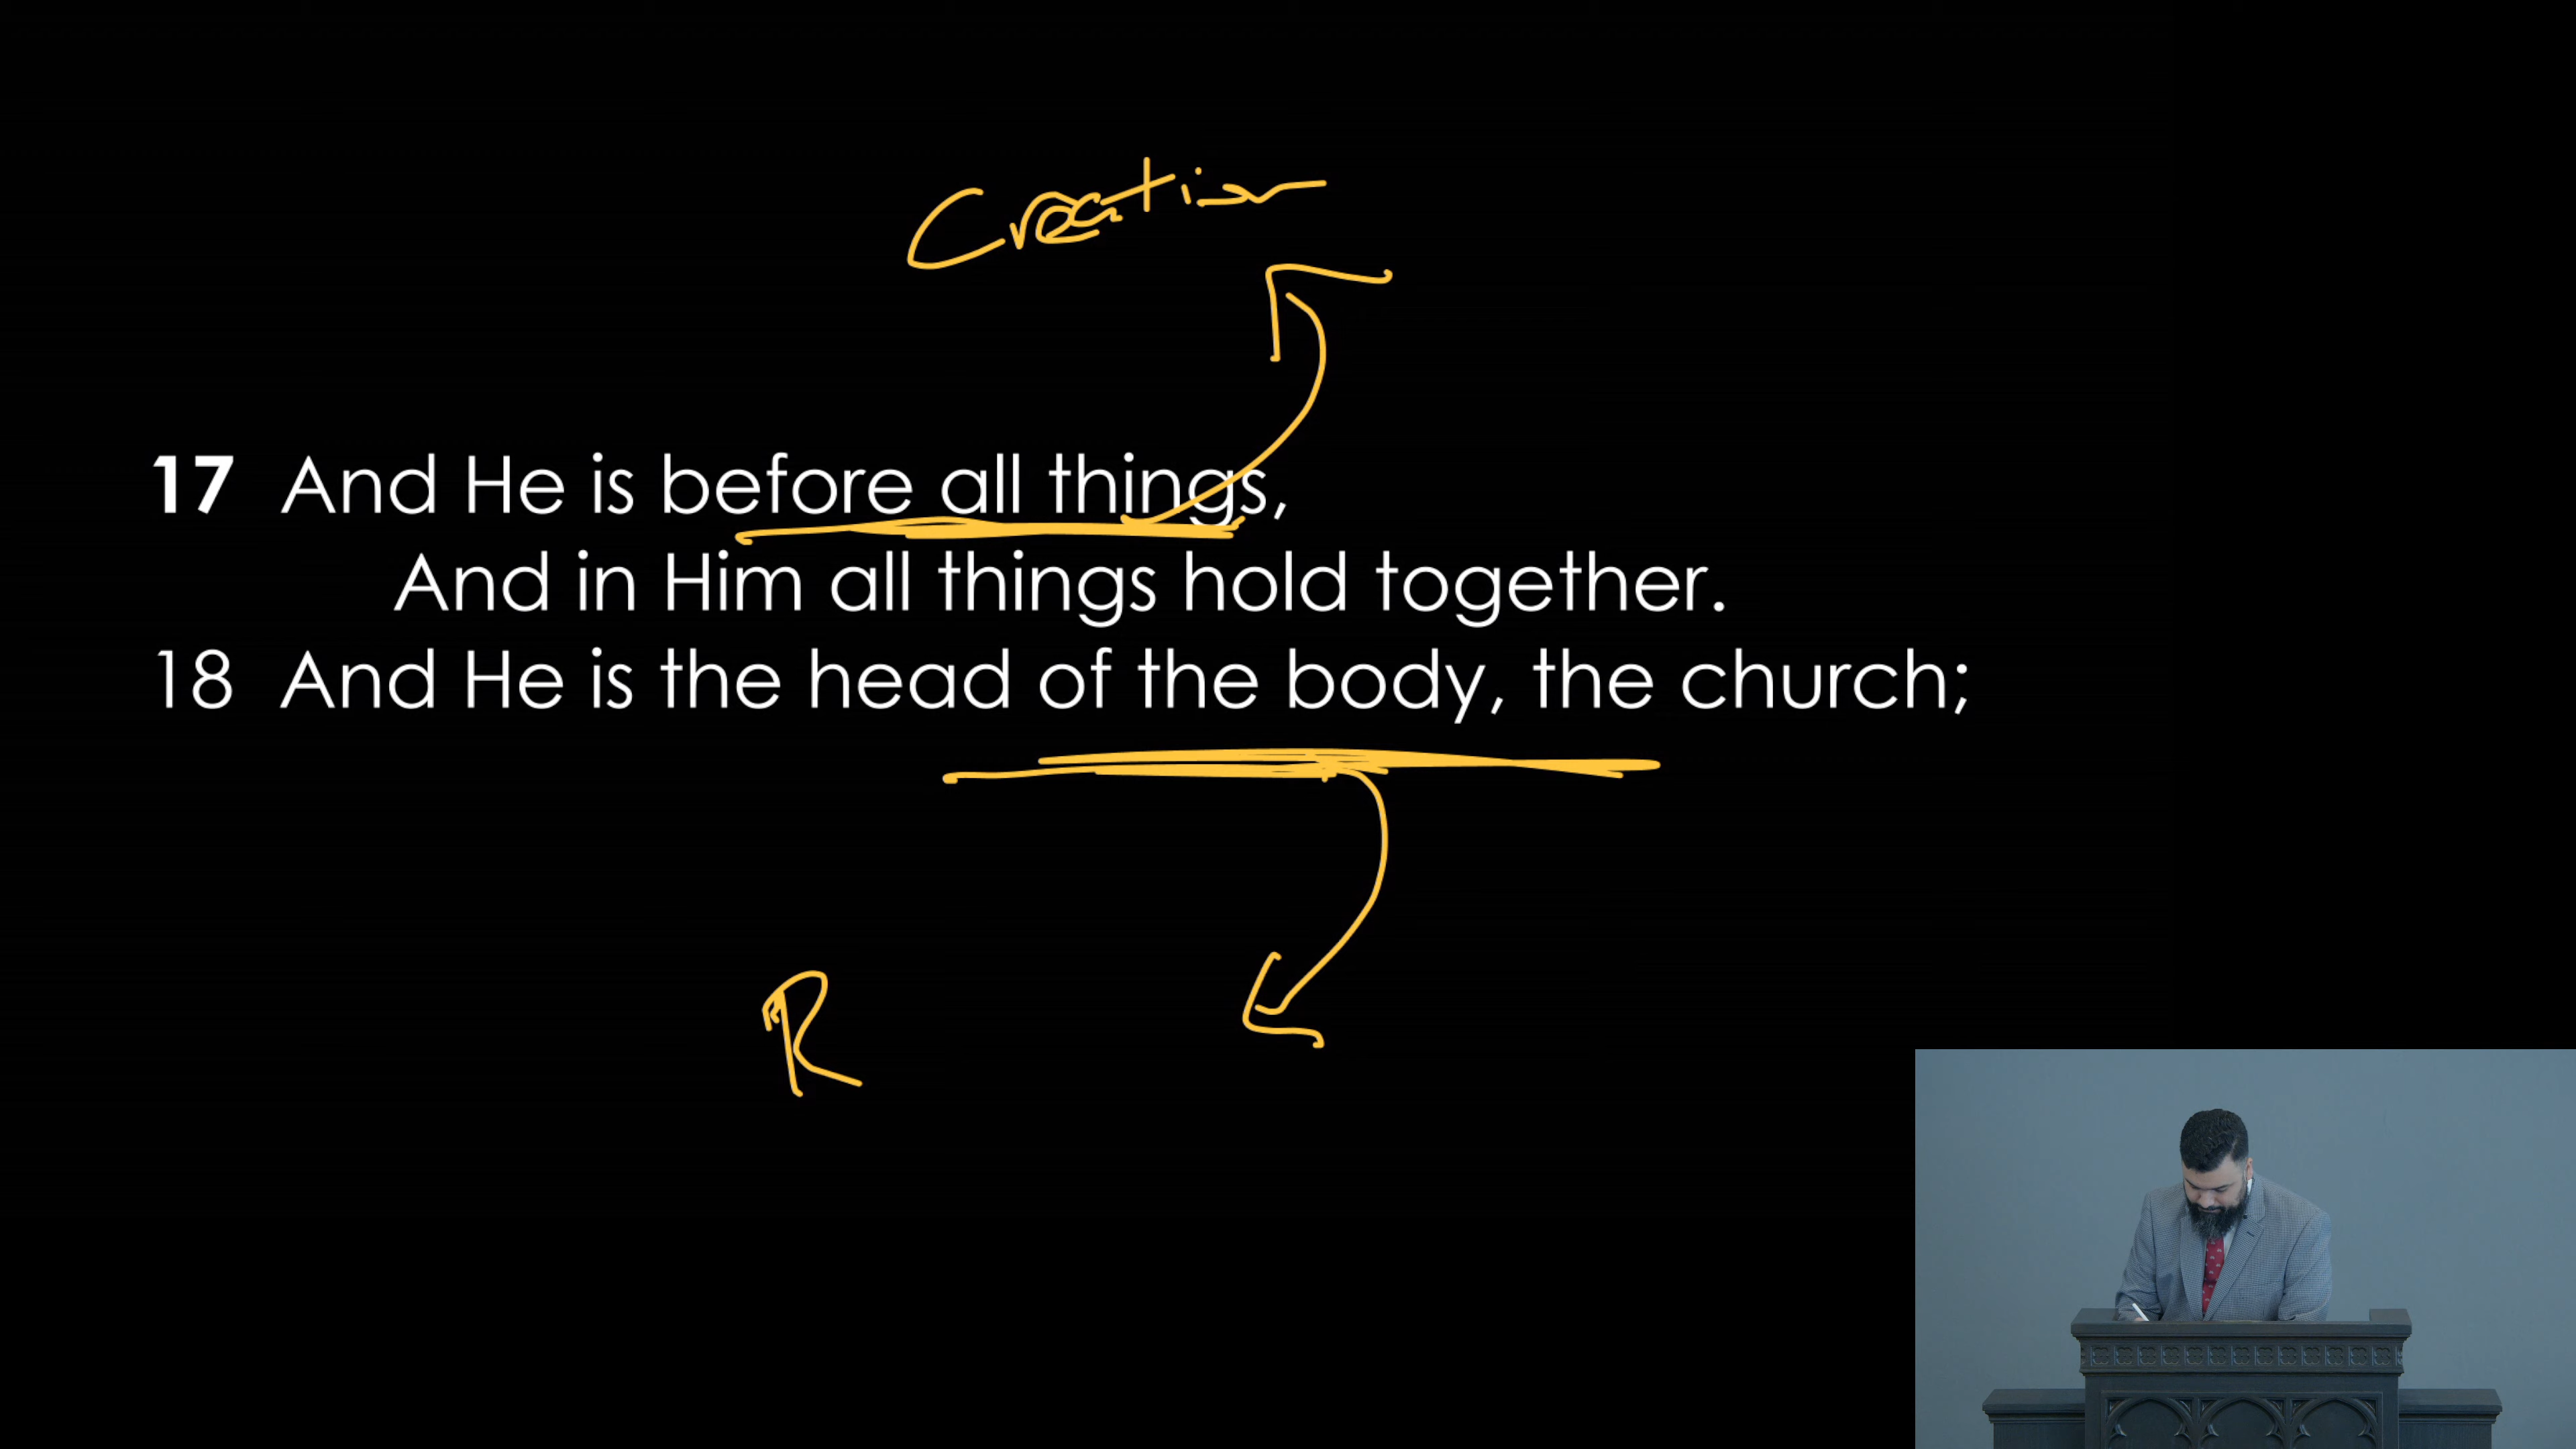 Creation
17 And He is before all things,
And in Him all things hold together.
18 And He is the head of the body, the church;
R